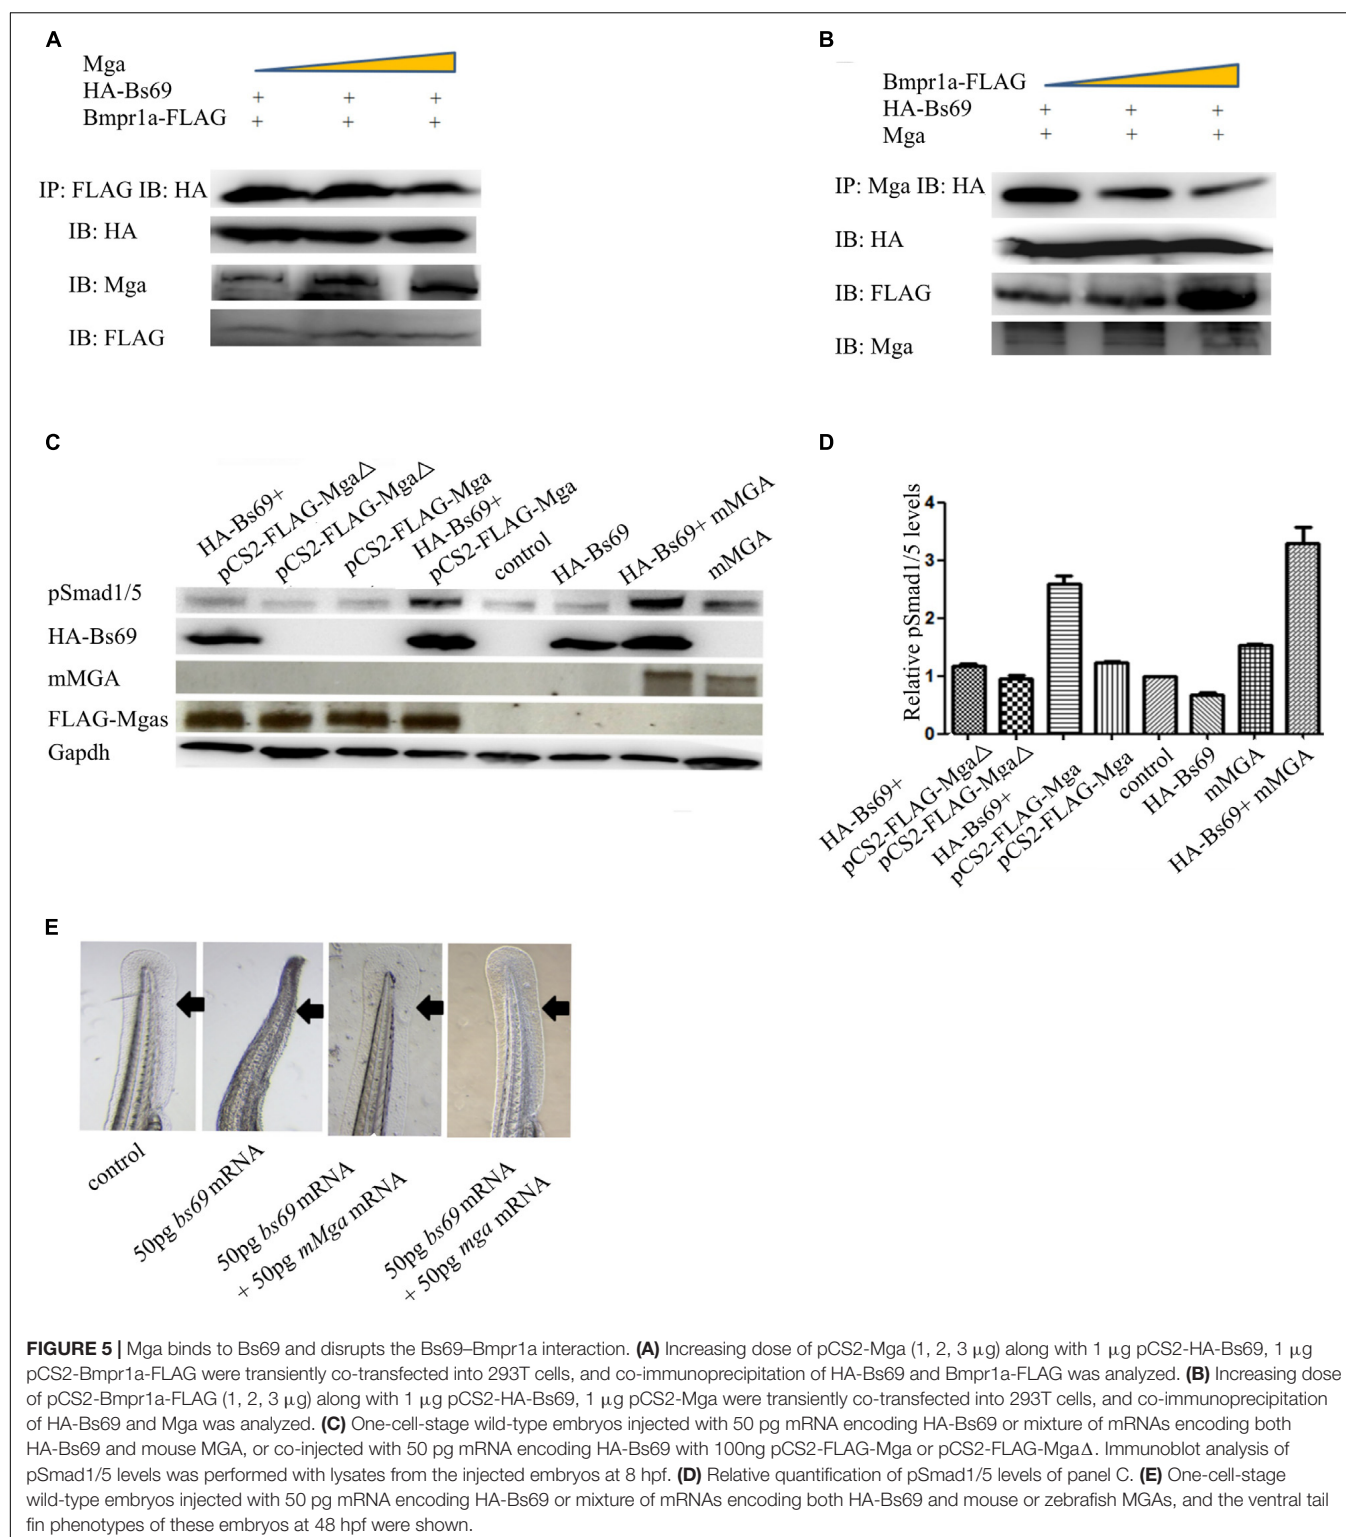 A
Mga
HA-Bs69 + + +
Bmpr1a-FLAG + + +
IP: FLAG IB: HA
IB: HA
IB: Mga
IB: FLAG
B
Bmpr1a-FLAG
HA-Bs69 + + +
Mga + + +
IP: Mga IB: HA
IB: HA
IB: FLAG
IB: Mga
C
HA-Bs69+
pCS2-FLAG-Mga△
pCS2-FLAG-Mga△
pCS2-FLAG-Mga
HA-Bs69+
pCS2-FLAG-Mga
control
HA-Bs69
HA-Bs69+ mMGA
mMGA
pSmad1/5
HA-Bs69
mMGA
FLAG-Mgas
Gapdh
D
Relative pSmad1/5 levels
4
3
2
1
0
HA-Bs69+
pCS2-FLAG-Mga△
pCS2-FLAG-Mga△
HA-Bs69+
pCS2-FLAG-Mga
pCS2-FLAG-Mga
control
HA-Bs69
mMGA
HA-Bs69+ mMGA
E
control
50pg bs69 mRNA
50pg bs69 mRNA
+ 50pg mMga mRNA
50pg bs69 mRNA
+ 50pg mga mRNA
FIGURE 5 | Mga binds to Bs69 and disrupts the Bs69–Bmpr1a interaction. (A) Increasing dose of pCS2-Mga (1, 2, 3 μg) along with 1 μg pCS2-HA-Bs69, 1 μg
pCS2-Bmpr1a-FLAG were transiently co-transfected into 293T cells, and co-immunoprecipitation of HA-Bs69 and Bmpr1a-FLAG was analyzed. (B) Increasing dose
of pCS2-Bmpr1a-FLAG (1, 2, 3 μg) along with 1 μg pCS2-HA-Bs69, 1 μg pCS2-Mga were transiently co-transfected into 293T cells, and co-immunoprecipitation
of HA-Bs69 and Mga was analyzed. (C) One-cell-stage wild-type embryos injected with 50 pg mRNA encoding HA-Bs69 or mixture of mRNAs encoding both
HA-Bs69 and mouse MGA, or co-injected with 50 pg mRNA encoding HA-Bs69 with 100ng pCS2-FLAG-Mga or pCS2-FLAG-MgaΔ. Immunoblot analysis of
pSmad1/5 levels was performed with lysates from the injected embryos at 8 hpf. (D) Relative quantification of pSmad1/5 levels of panel C. (E) One-cell-stage
wild-type embryos injected with 50 pg mRNA encoding HA-Bs69 or mixture of mRNAs encoding both HA-Bs69 and mouse or zebrafish MGAs, and the ventral tail
fin phenotypes of these embryos at 48 hpf were shown.